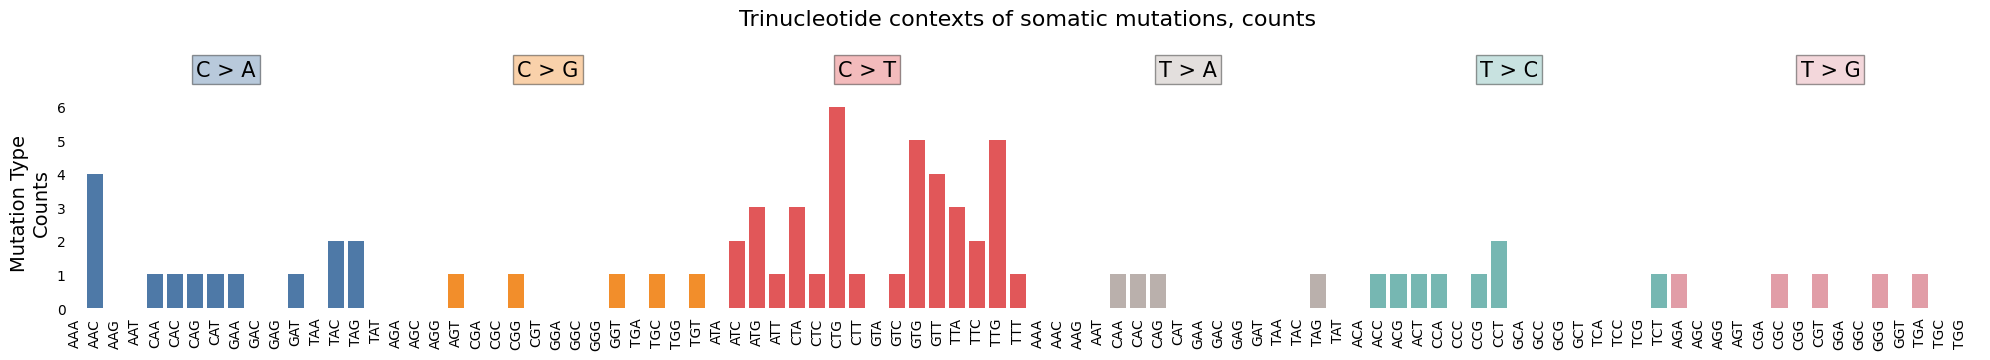 Trinucleotide contexts of somatic mutations, counts
C > A
C > G
C > T
T > A
T > C
T > G
Mutation Type
Counts
6
5
4
3
2
1
0
AAA AAC AAG AAT CAA CAC CAG CAT GAA GAC GAG GAT TAA TAC TAG TAT AGA AGC AGG AGT CGA CGC CGG CGT GGA GGC GGG GGT TGA TGC TGG TGT ATA ATC ATG ATT CTA CTC CTG CTT GTA GTC GTG GTT TTA TTC TTG TTT AAA AAC AAG AAT CAA CAC CAG CAT GAA GAC GAG GAT TAA TAC TAG TAT ACA ACC ACG ACT CCA CCC CCG CCT GCA GCC GCG GCT TCA TCC TCG TCT AGA AGC AGG AGT CGA CGC CGG CGT GGA GGC GGG GGT TGA TGC TGG